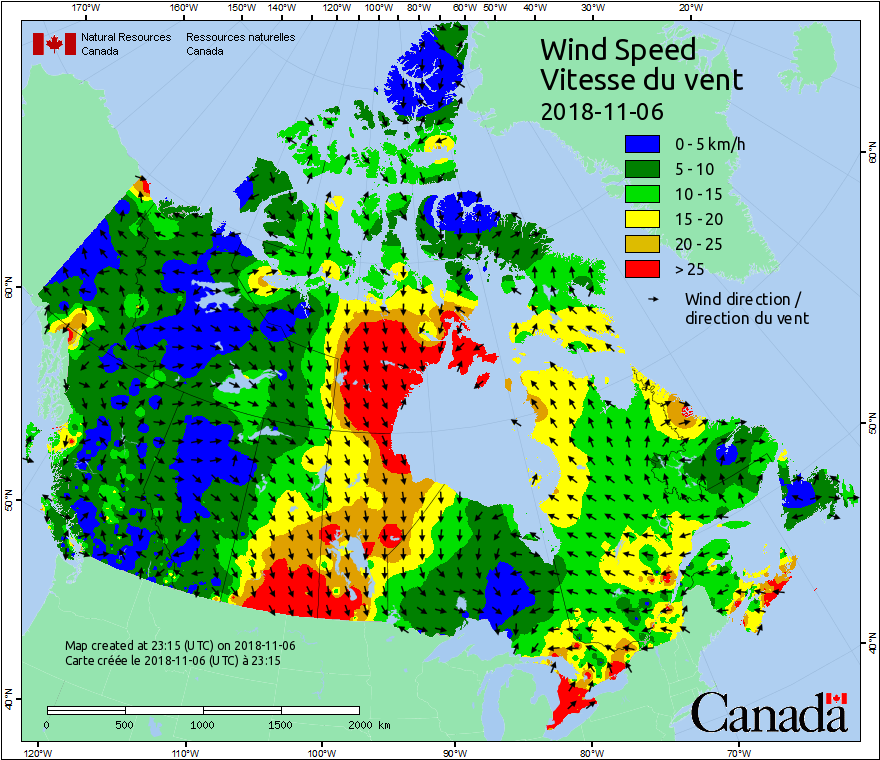 170°W 160°W 150°W 140°W 130°W 120°W 110°W 100°W 90°W 80°W 70°W 60°W 50°W 40°W 30°W 20°W
Natural Resources Ressources naturelles
Canada Canada
Wind Speed
Vitesse du vent
2018-11-06
0 - 5 km/h
5 - 10
10 - 15
15 - 20
20 - 25
> 25
Wind direction /
direction du vent
60°N
60°N
50°N
50°N
40°N
40°N
Map created at 23:15 (UTC) on 2018-11-06
Carte créée le 2018-11-06 (UTC) à 23:15
0 500 1000 1500 2000 km
Canada
120°W 110°W 100°W 90°W 80°W 70°W